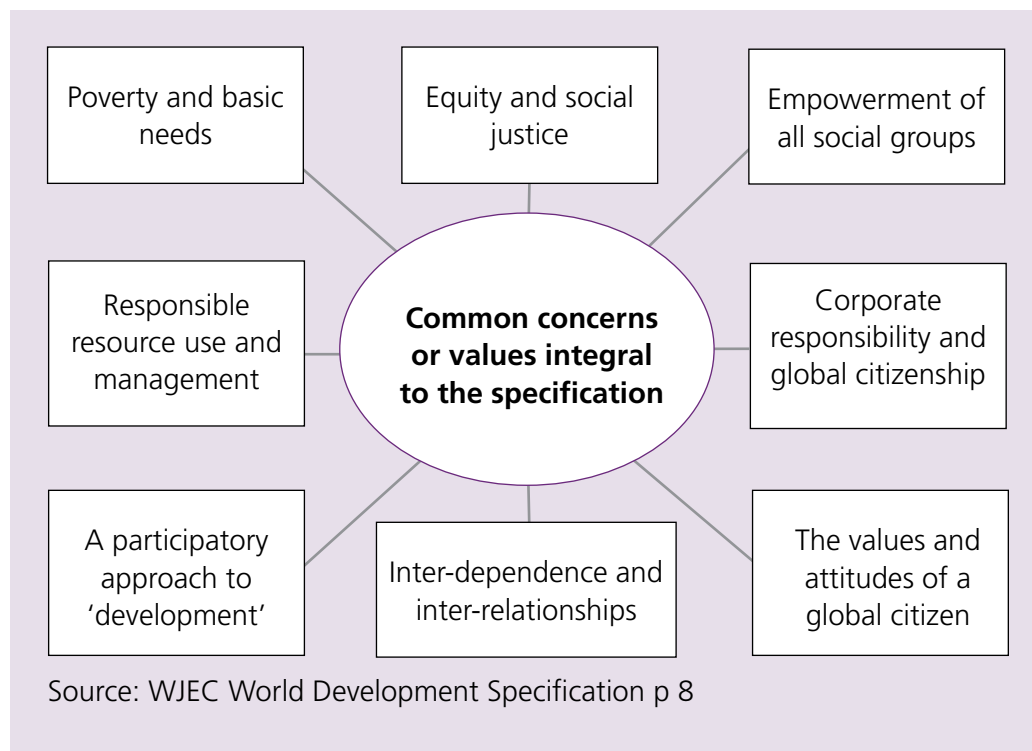 Poverty and basic
needs
Equity and social
justice
Empowerment of
all social groups
Responsible
resource use and
management
Common concerns
or values integral
to the specification
Corporate
responsibility and
global citizenship
A participatory
approach to
‘development’
Inter-dependence and
inter-relationships
The values and
attitudes of a
global citizen
Source: WJEC World Development Specification p 8